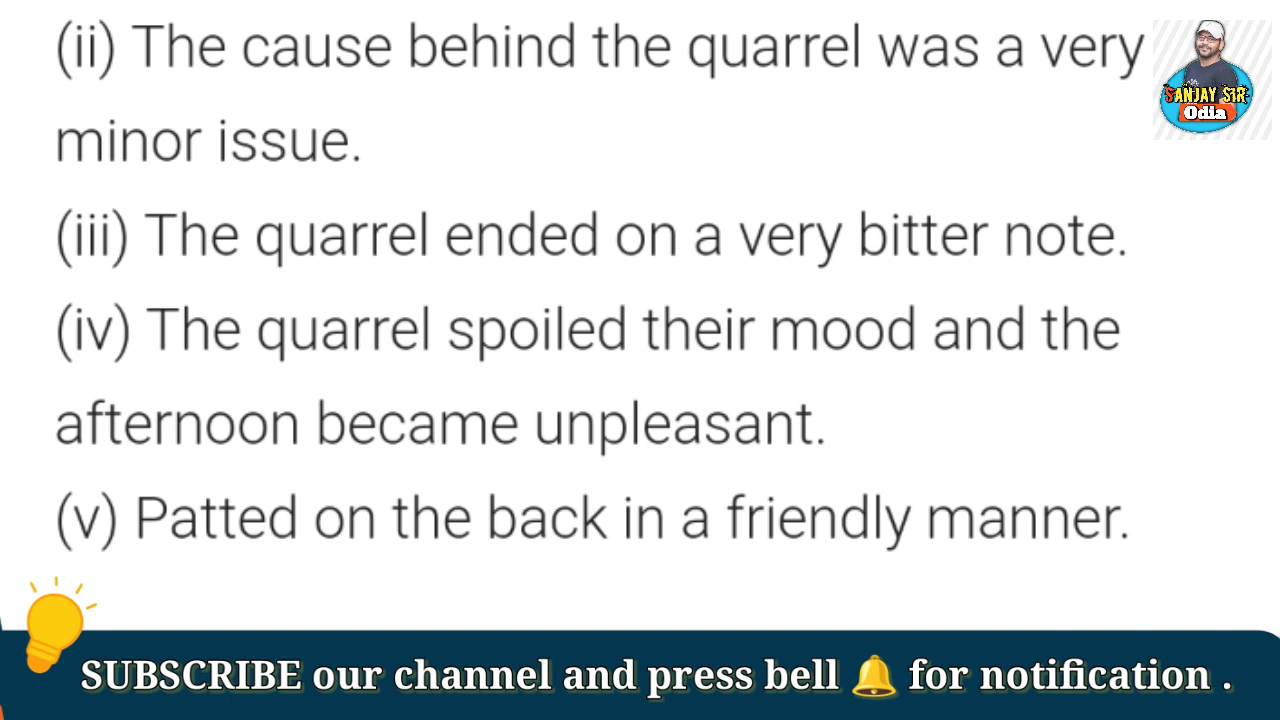 (ii) The cause behind the quarrel was a very
minor issue.
(iii) The quarrel ended on a very bitter note.
(iv) The quarrel spoiled their mood and the
afternoon became unpleasant.
(v) Patted on the back in a friendly manner.
SANJAY SIR
Odia
SUBSCRIBE our channel and press bell 🔔 for notification .